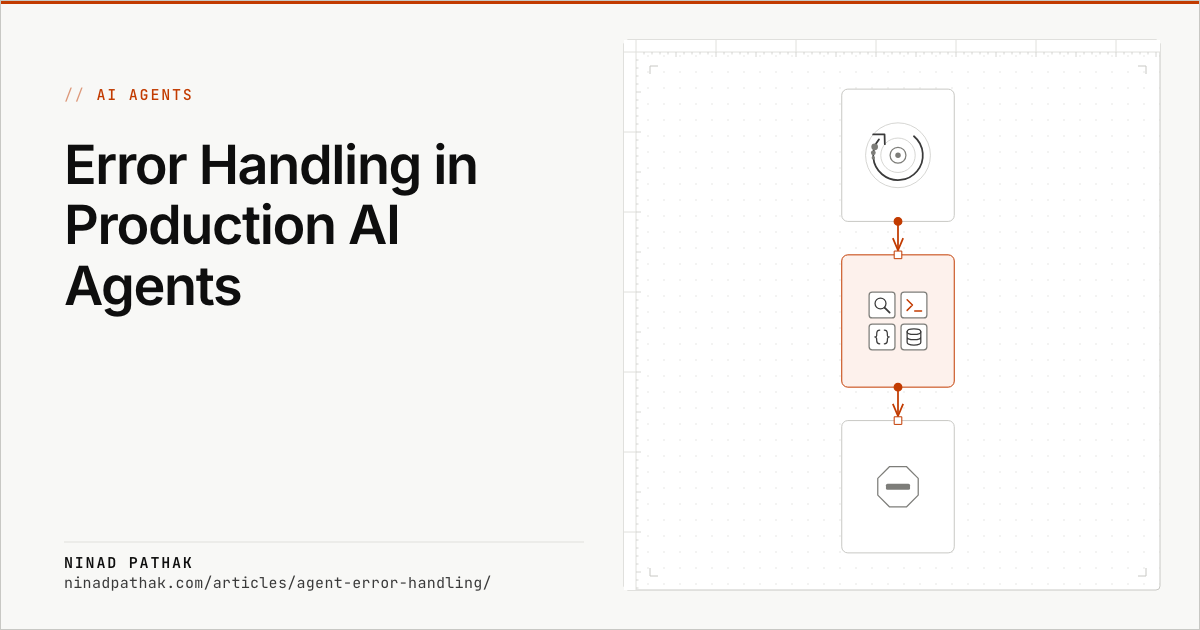 // AI AGENTS
Error Handling in
Production AI
Agents
NINAD PATHAK
ninadpathak.com/articles/agent-error-handling/